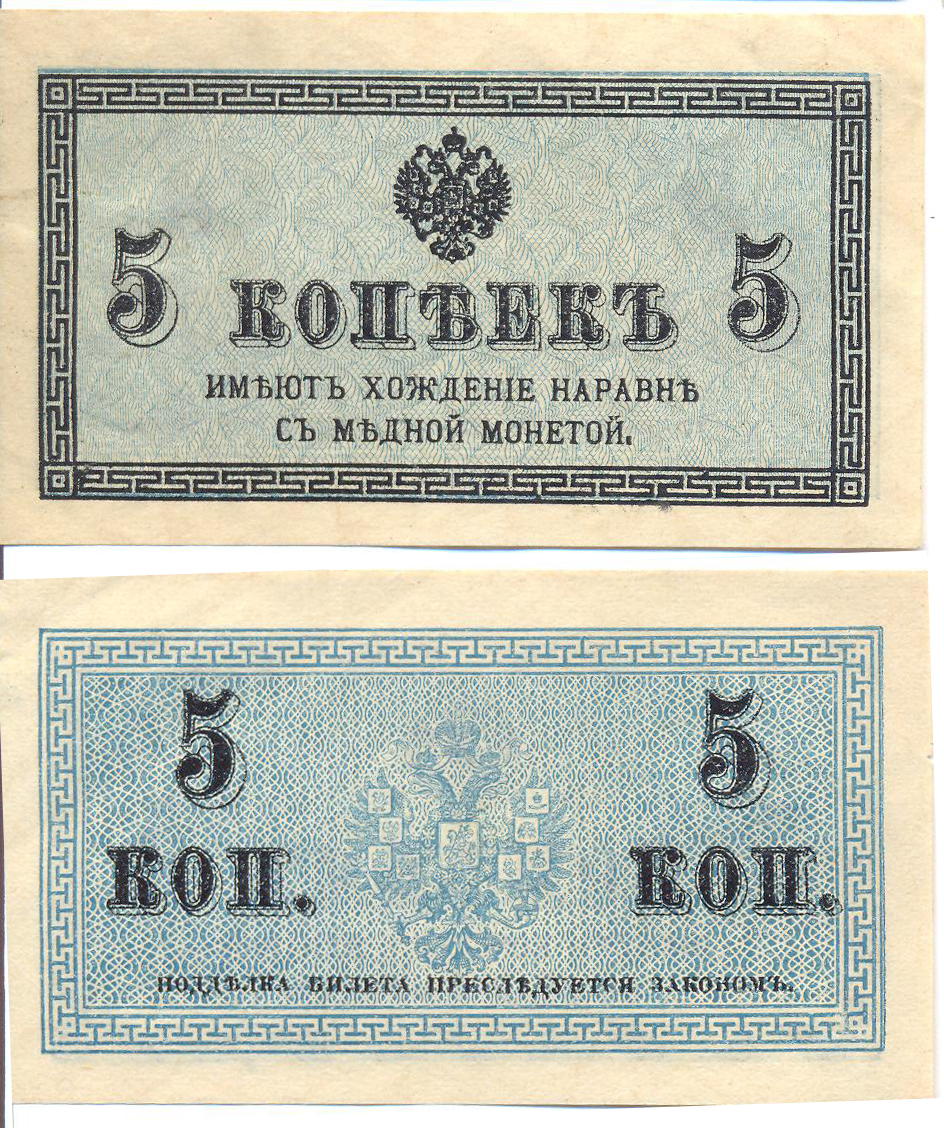 5 КОПѢЕКЪ 5
ИМѢЮТЪ ХОЖДЕНІЕ НАРАВНѢ
СЪ МѢДНОЙ МОНЕТОЙ.
5 5
КОП. КОП.
ПОДДѢЛКА БИЛЕТА ПРЕСЛѢДУЕТСЯ ЗАКОНОМЪ.